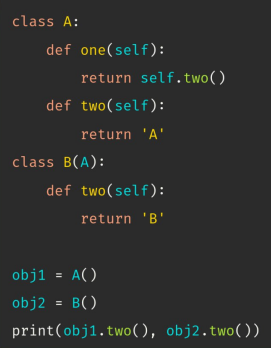 class A:
    def one(self):
        return self.two()
    def two(self):
        return 'A'
class B(A):
    def two(self):
        return 'B'

obj1 = A()
obj2 = B()
print(obj1.two(), obj2.two())